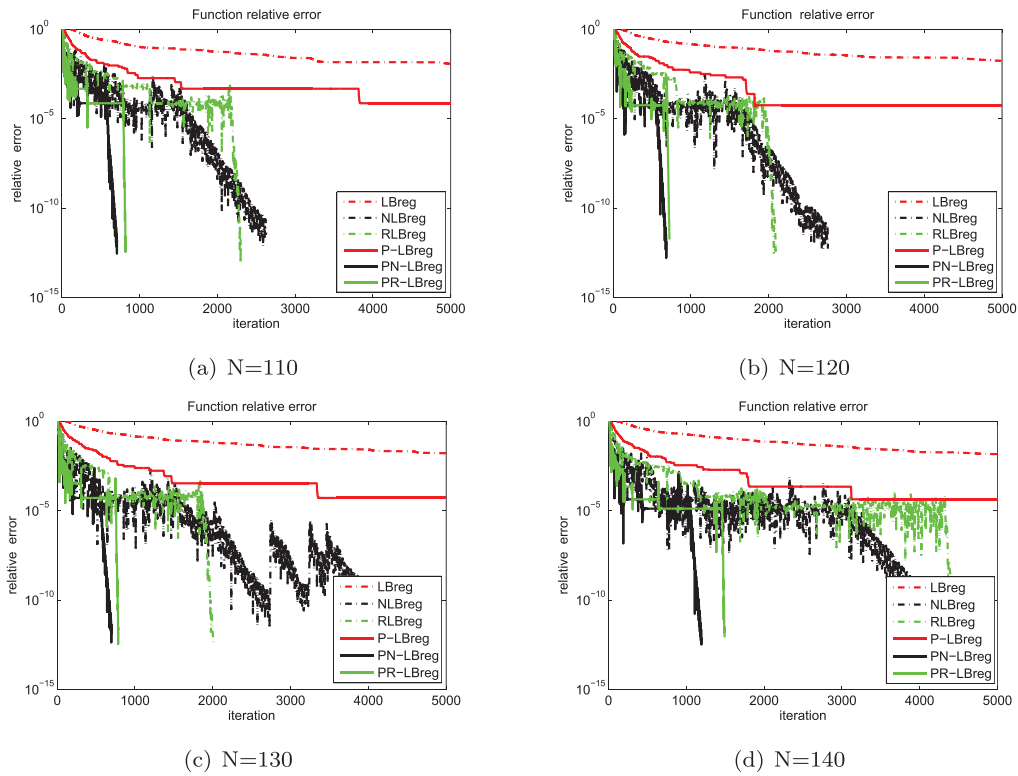 Function relative error
Function relative error
10^0
10^-5
10^-10
10^-15
relative error
0 1000 2000 3000 4000 5000
iteration
LBreg
NLBreg
RLBreg
P−LBreg
PN−LBreg
PR−LBreg
10^0
10^-5
10^-10
10^-15
relative error
0 1000 2000 3000 4000 5000
iteration
LBreg
NLBreg
RLBreg
P−LBreg
PN−LBreg
PR−LBreg
(a) N=110
(b) N=120
Function relative error
Function relative error
10^0
10^-5
10^-10
10^-15
relative error
0 1000 2000 3000 4000 5000
iteration
LBreg
NLBreg
RLBreg
P−LBreg
PN−LBreg
PR−LBreg
10^0
10^-5
10^-10
10^-15
relative error
0 1000 2000 3000 4000 5000
iteration
LBreg
NLBreg
RLBreg
P−LBreg
PN−LBreg
PR−LBreg
(c) N=130
(d) N=140